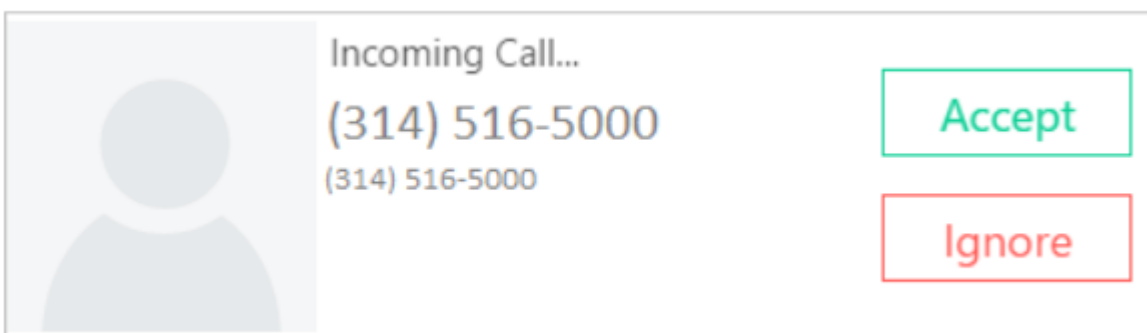 Incoming Call...
(314) 516-5000
(314) 516-5000
Accept
Ignore